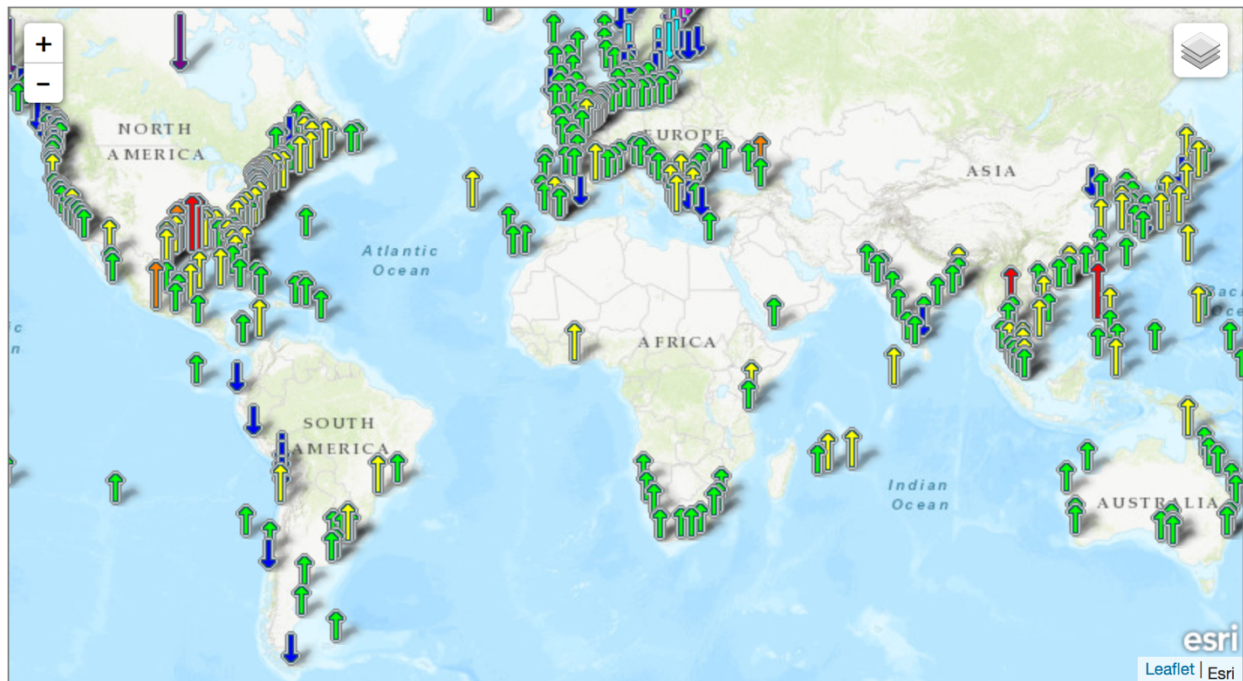 +
−
NORTH
AMERICA
EUROPE
ASIA
Atlantic
Ocean
AFRICA
SOUTH
AMERICA
Indian
Ocean
AUSTRALIA
esri
Leaflet | Esri